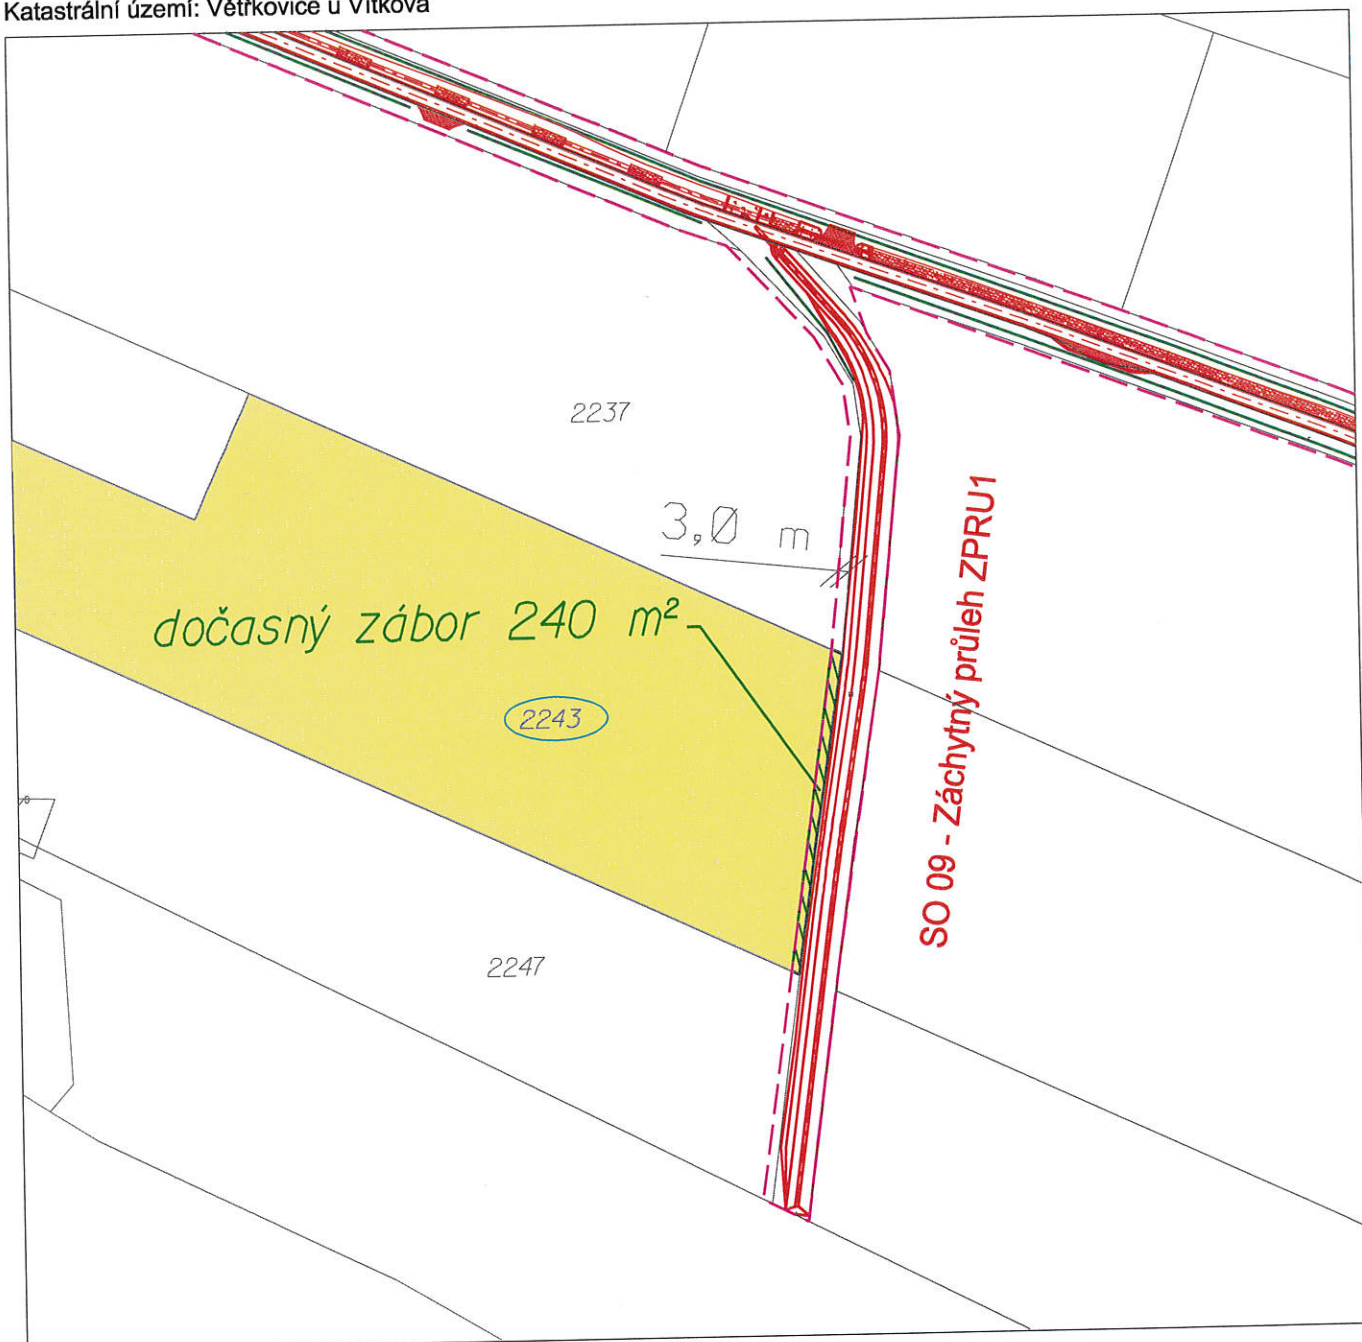 Katastrální území: Větřkovice u Vítkova
2237
3,0 m
dočasný zábor 240 m²
2243
SO 09 - Záchytný průleh ZPRU1
2247